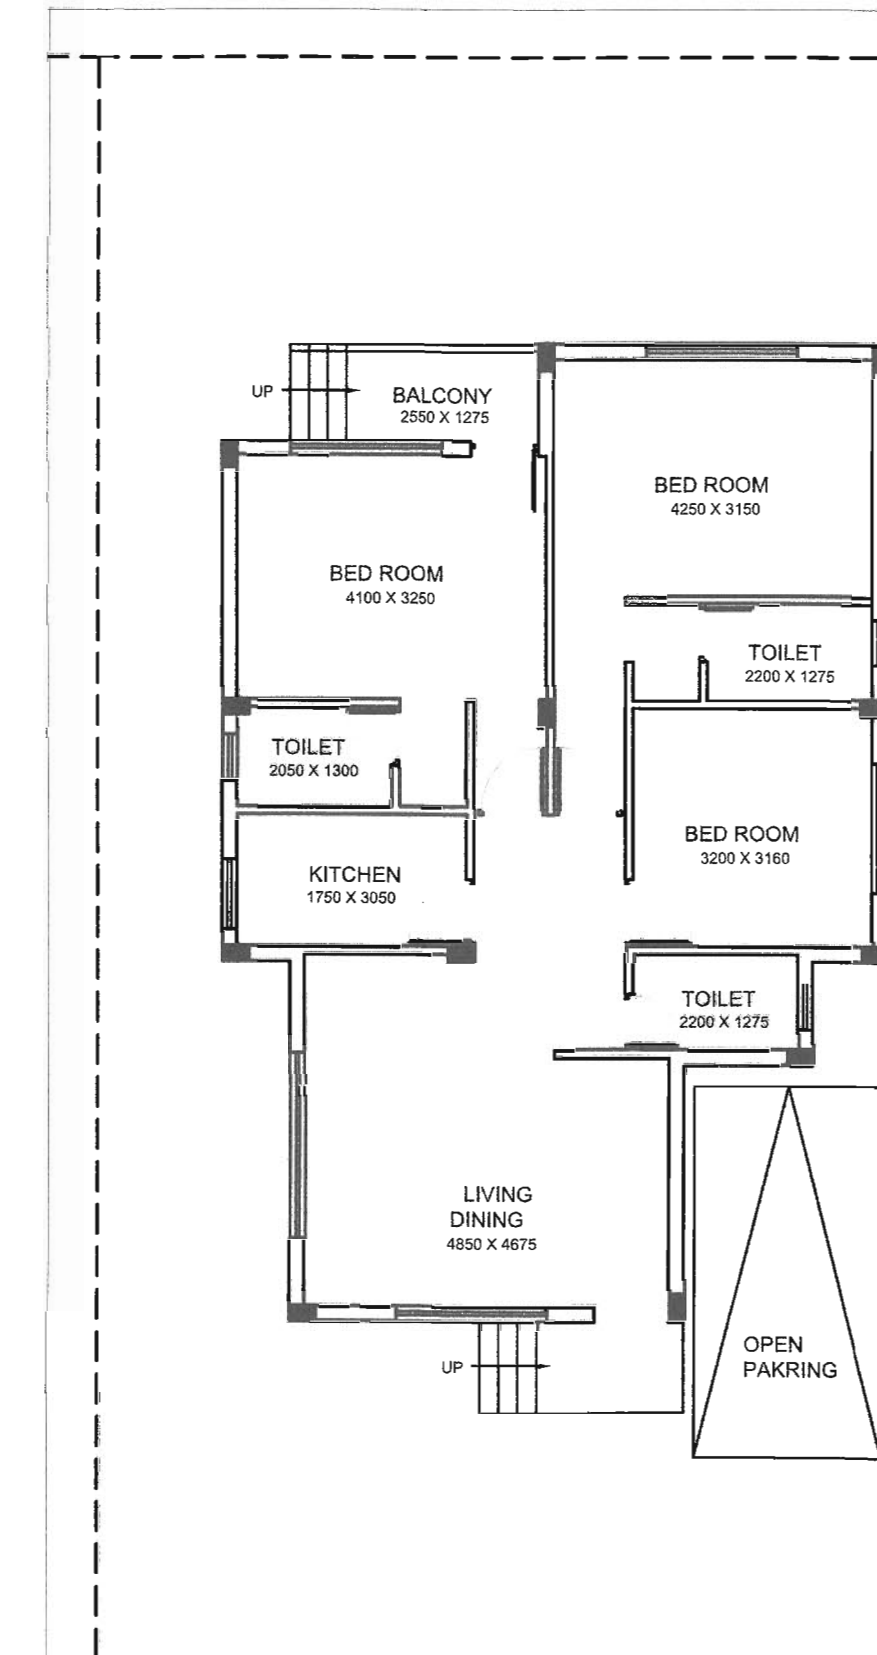 UP
BALCONY
2550 X 1275
BED ROOM
4250 X 3150
BED ROOM
4100 X 3250
TOILET
2200 X 1275
TOILET
2050 X 1300
BED ROOM
3200 X 3160
KITCHEN
1750 X 3050
TOILET
2200 X 1275
LIVING
DINING
4850 X 4675
UP
OPEN
PAKRING